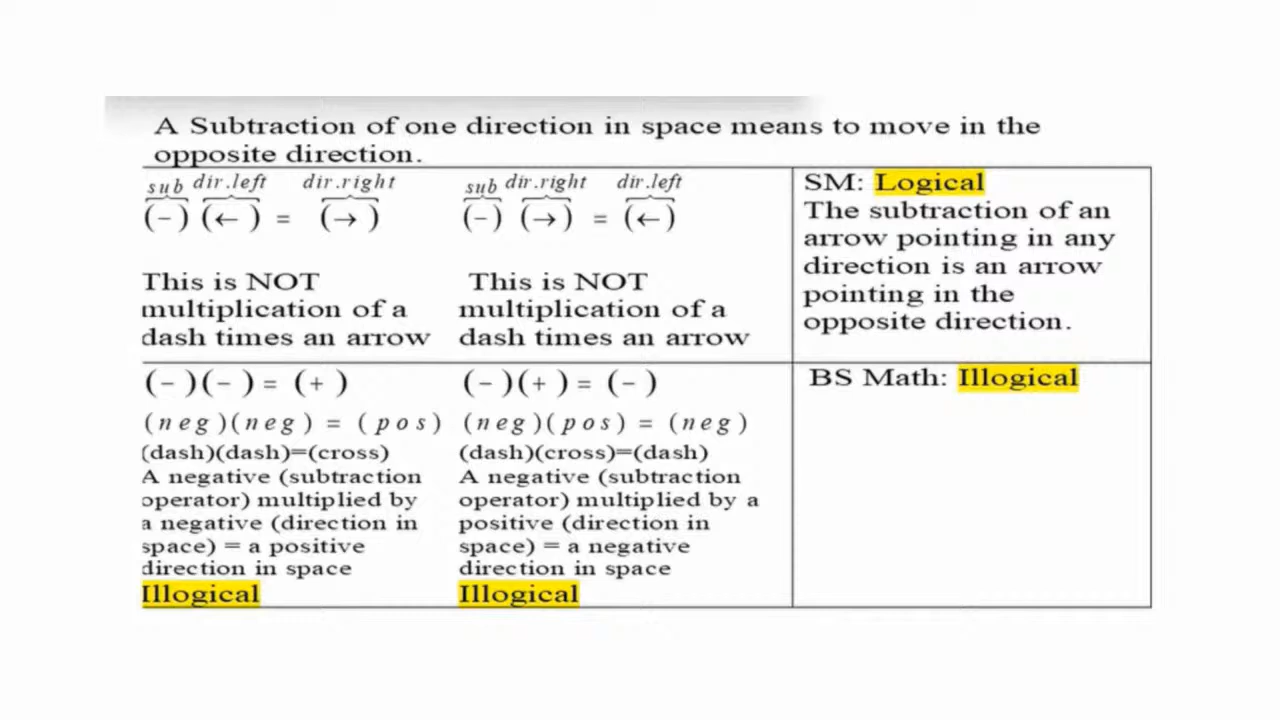 A Subtraction of one direction in space means to move in the
opposite direction.
sub dir.left dir.right
(-) (←) = (→)
This is NOT
multiplication of a
dash times an arrow
sub dir.right dir.left
(-) (→) = (←)
This is NOT
multiplication of a
dash times an arrow
SM: Logical
The subtraction of an
arrow pointing in any
direction is an arrow
pointing in the
opposite direction.
(-)(-) = (+)
(neg)(neg) = (pos)
(dash)(dash)=(cross)
A negative (subtraction
operator) multiplied by
a negative (direction in
space) = a positive
direction in space
Illogical
(-)(+) = (-)
(neg)(pos) = (neg)
(dash)(cross)=(dash)
A negative (subtraction
operator) multiplied by a
positive (direction in
space) = a negative
direction in space
Illogical
BS Math: Illogical